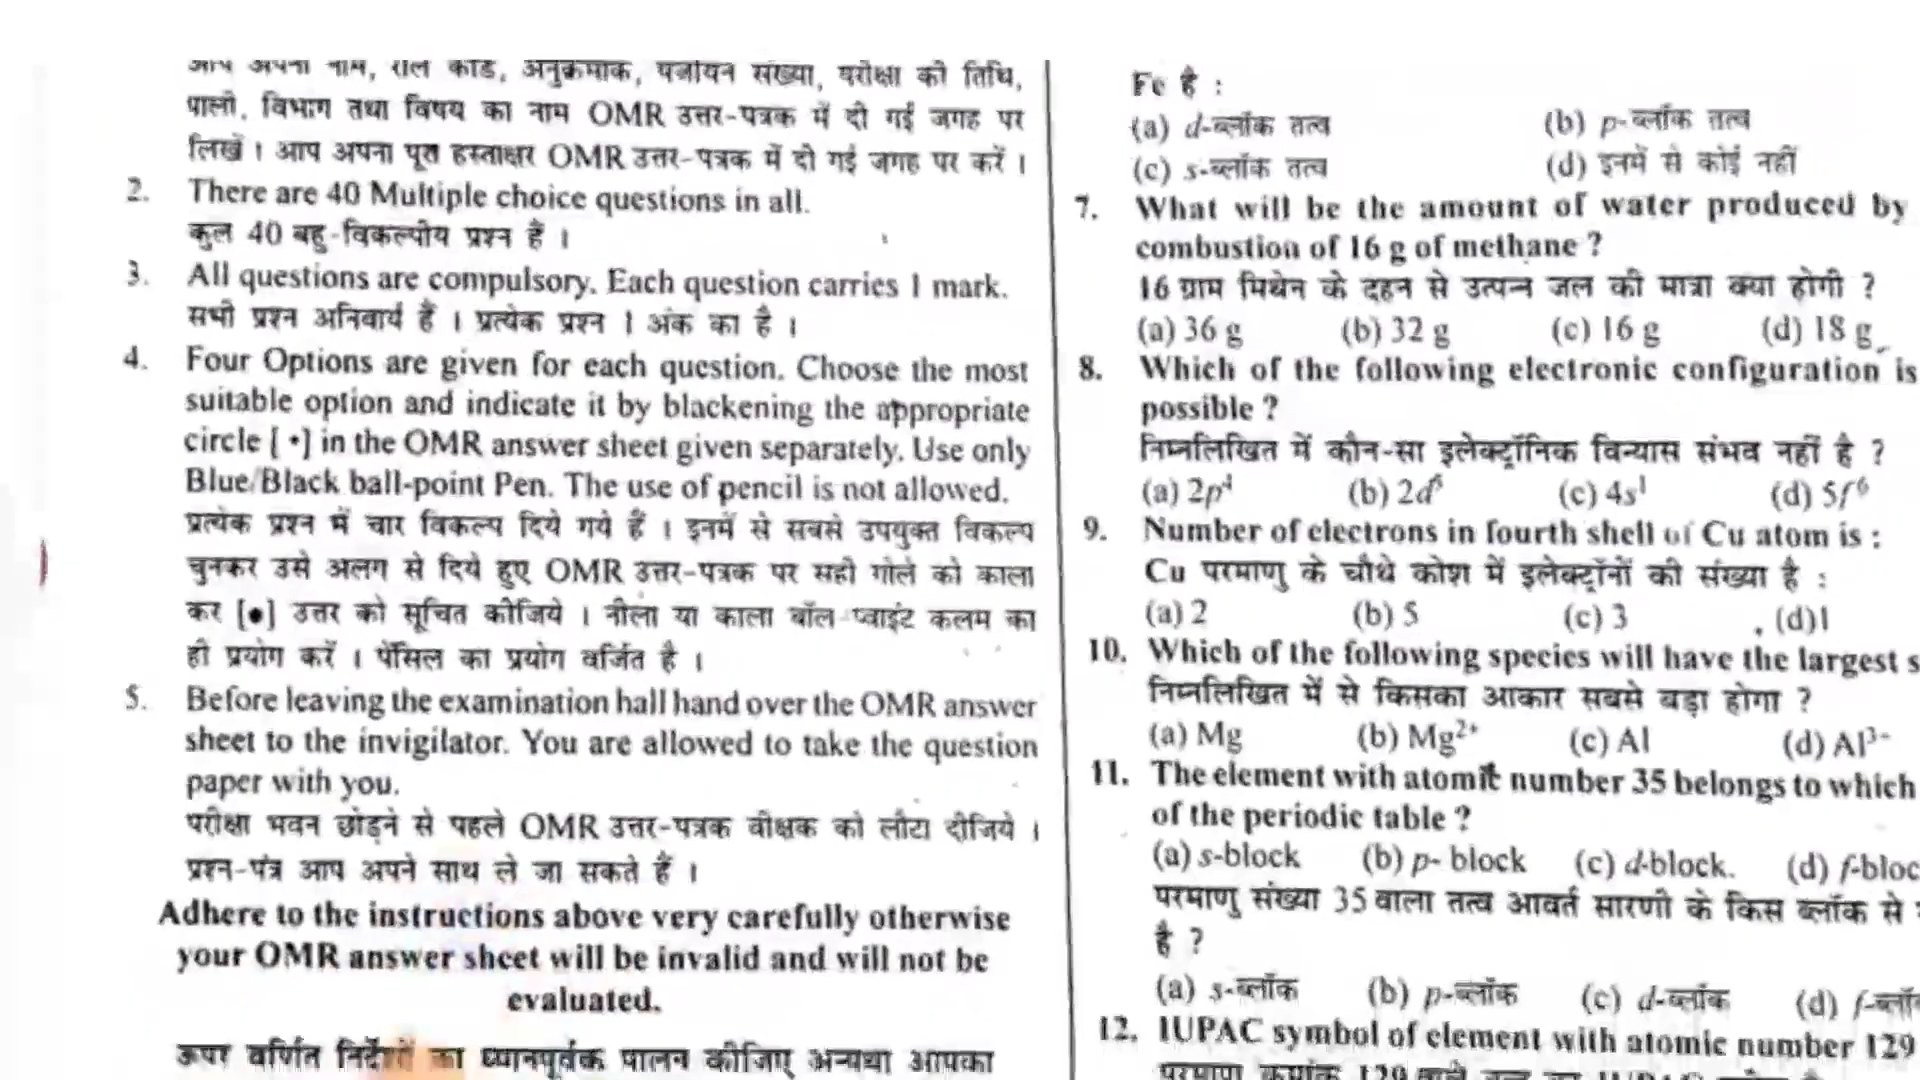 आप अपना नाम, रोल कोड, अनुक्रमांक, पंजीयन संख्या, परीक्षा की तिथि,
पाली, विभाग तथा विषय का नाम OMR उत्तर-पत्रक में दी गई जगह पर
लिखें । आप अपना पूरा हस्ताक्षर OMR उत्तर-पत्रक में दी गई जगह पर करें ।
2. There are 40 Multiple choice questions in all.
कुल 40 बहु-विकल्पीय प्रश्न हैं ।
3. All questions are compulsory. Each question carries 1 mark.
सभी प्रश्न अनिवार्य हैं । प्रत्येक प्रश्न 1 अंक का है ।
4. Four Options are given for each question. Choose the most
suitable option and indicate it by blackening the appropriate
circle [ •] in the OMR answer sheet given separately. Use only
Blue/Black ball-point Pen. The use of pencil is not allowed.
प्रत्येक प्रश्न में चार विकल्प दिये गये हैं । इनमें से सबसे उपयुक्त विकल्प
चुनकर उसे अलग से दिये हुए OMR उत्तर-पत्रक पर सही गोले को काला
कर [●] उत्तर को सूचित कीजिये । नीला या काला बॉल प्वाइंट कलम का
ही प्रयोग करें । पेंसिल का प्रयोग वर्जित है ।
5. Before leaving the examination hall hand over the OMR answer
sheet to the invigilator. You are allowed to take the question
paper with you.
परीक्षा भवन छोड़ने से पहले OMR उत्तर-पत्रक वीक्षक को लौटा दीजिये ।
प्रश्न-पत्र आप अपने साथ ले जा सकते हैं ।
Adhere to the instructions above very carefully otherwise
your OMR answer sheet will be invalid and will not be
evaluated.
ऊपर वर्णित निर्देशों का ध्यानपूर्वक पालन कीजिए अन्यथा आपका
Fe है :
(a) d-ब्लॉक तत्व (b) p-ब्लॉक तत्व
(c) s-ब्लॉक तत्व (d) इनमें से कोई नहीं
7. What will be the amount of water produced by
combustion of 16 g of methane ?
16 ग्राम मिथेन के दहन से उत्पन्न जल की मात्रा क्या होगी ?
(a) 36 g (b) 32 g (c) 16 g (d) 18 g
8. Which of the following electronic configuration is
possible ?
निम्नलिखित में कौन-सा इलेक्ट्रॉनिक विन्यास संभव नहीं है ?
(a) 2p⁴ (b) 2d⁵ (c) 4s¹ (d) 5f⁶
9. Number of electrons in fourth shell of Cu atom is :
Cu परमाणु के चौथे कोश में इलेक्ट्रॉनों की संख्या है :
(a) 2 (b) 5 (c) 3 (d)1
10. Which of the following species will have the largest s
निम्नलिखित में से किसका आकार सबसे बड़ा होगा ?
(a) Mg (b) Mg²⁺ (c) Al (d) Al³⁻
11. The element with atomic number 35 belongs to which
of the periodic table ?
(a) s-block (b) p- block (c) d-block. (d) f-bloc
परमाणु संख्या 35 वाला तत्व आवर्त सारणी के किस ब्लॉक से
है ?
(a) s-ब्लॉक (b) p-ब्लॉक (c) d-ब्लॉक (d) f-ब्लॉ
12. IUPAC symbol of element with atomic number 129
परमाणु क्रमांक 129 वाले तत्व का IUPAC